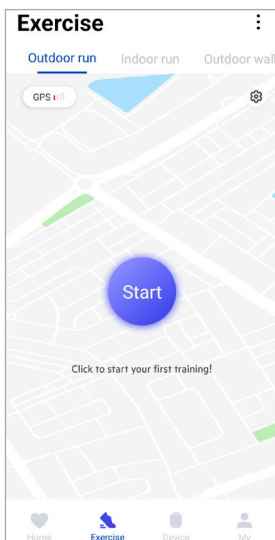 Exercise
Outdoor run Indoor run Outdoor wal
GPS
Start
Click to start your first training!
Home Exercise Device My